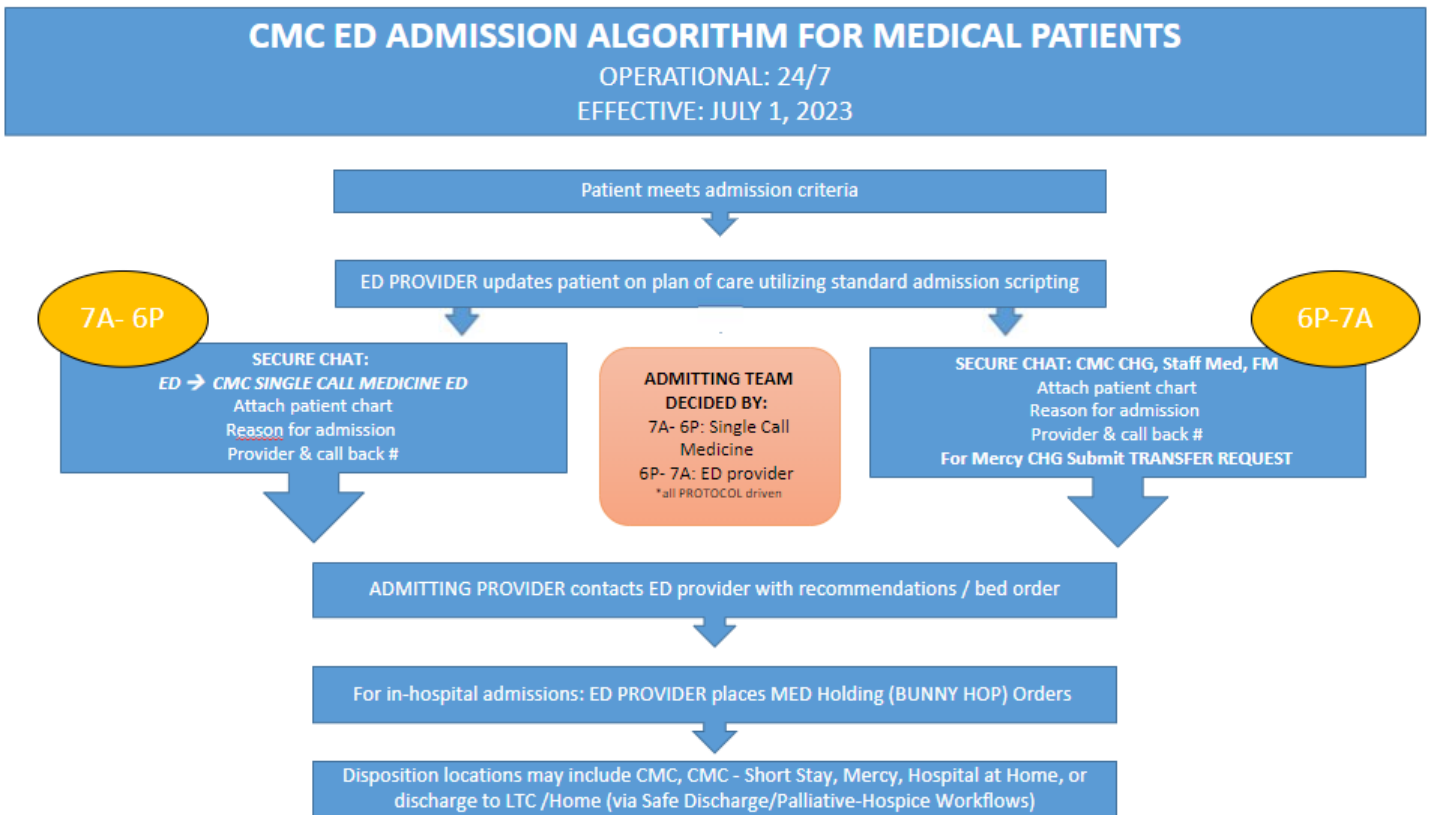 CMC ED ADMISSION ALGORITHM FOR MEDICAL PATIENTS
OPERATIONAL: 24/7
EFFECTIVE: JULY 1, 2023
Patient meets admission criteria
ED PROVIDER updates patient on plan of care utilizing standard admission scripting
7A- 6P
SECURE CHAT:
ED → CMC SINGLE CALL MEDICINE ED
Attach patient chart
Reason for admission
Provider & call back #
ADMITTING TEAM
DECIDED BY:
7A- 6P: Single Call
Medicine
6P- 7A: ED provider
*all PROTOCOL driven
6P-7A
SECURE CHAT: CMC CHG, Staff Med, FM
Attach patient chart
Reason for admission
Provider & call back #
For Mercy CHG Submit TRANSFER REQUEST
ADMITTING PROVIDER contacts ED provider with recommendations / bed order
For in-hospital admissions: ED PROVIDER places MED Holding (BUNNY HOP) Orders
Disposition locations may include CMC, CMC - Short Stay, Mercy, Hospital at Home, or
discharge to LTC /Home (via Safe Discharge/Palliative-Hospice Workflows)